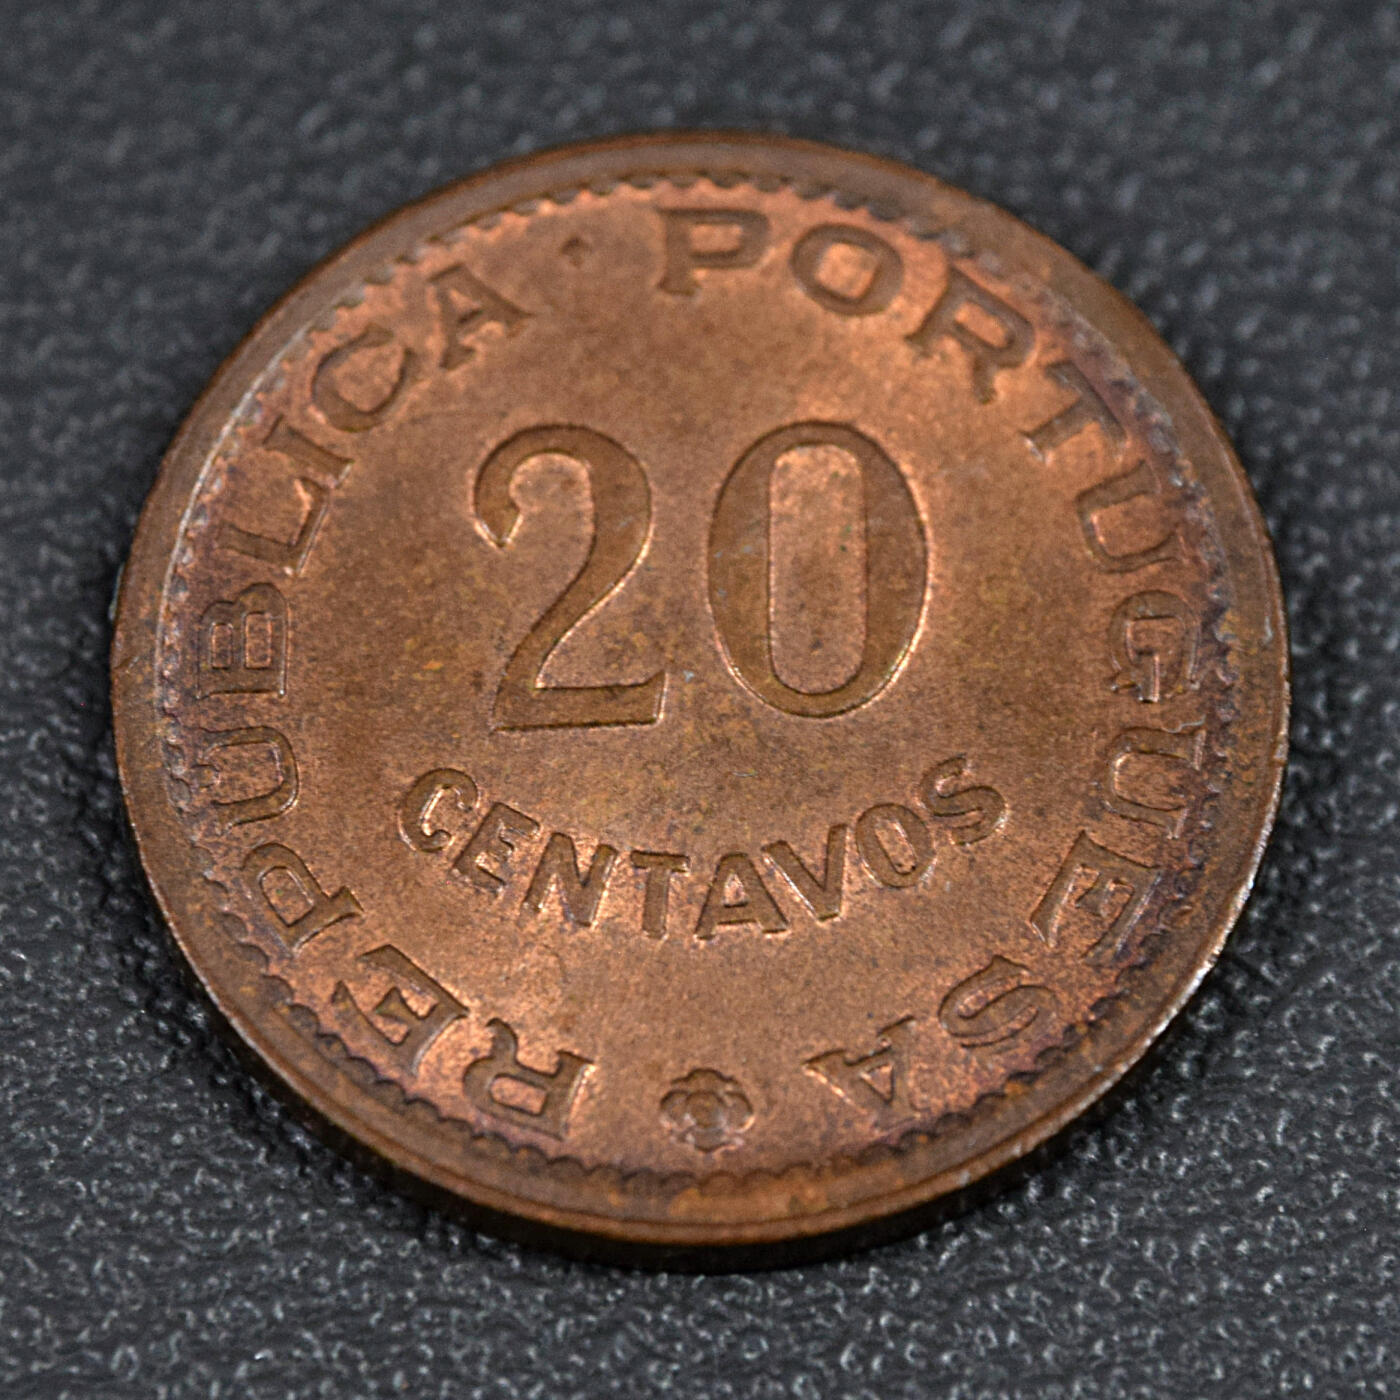 REPUBLICA · PORTUGUESA
20
CENTAVOS